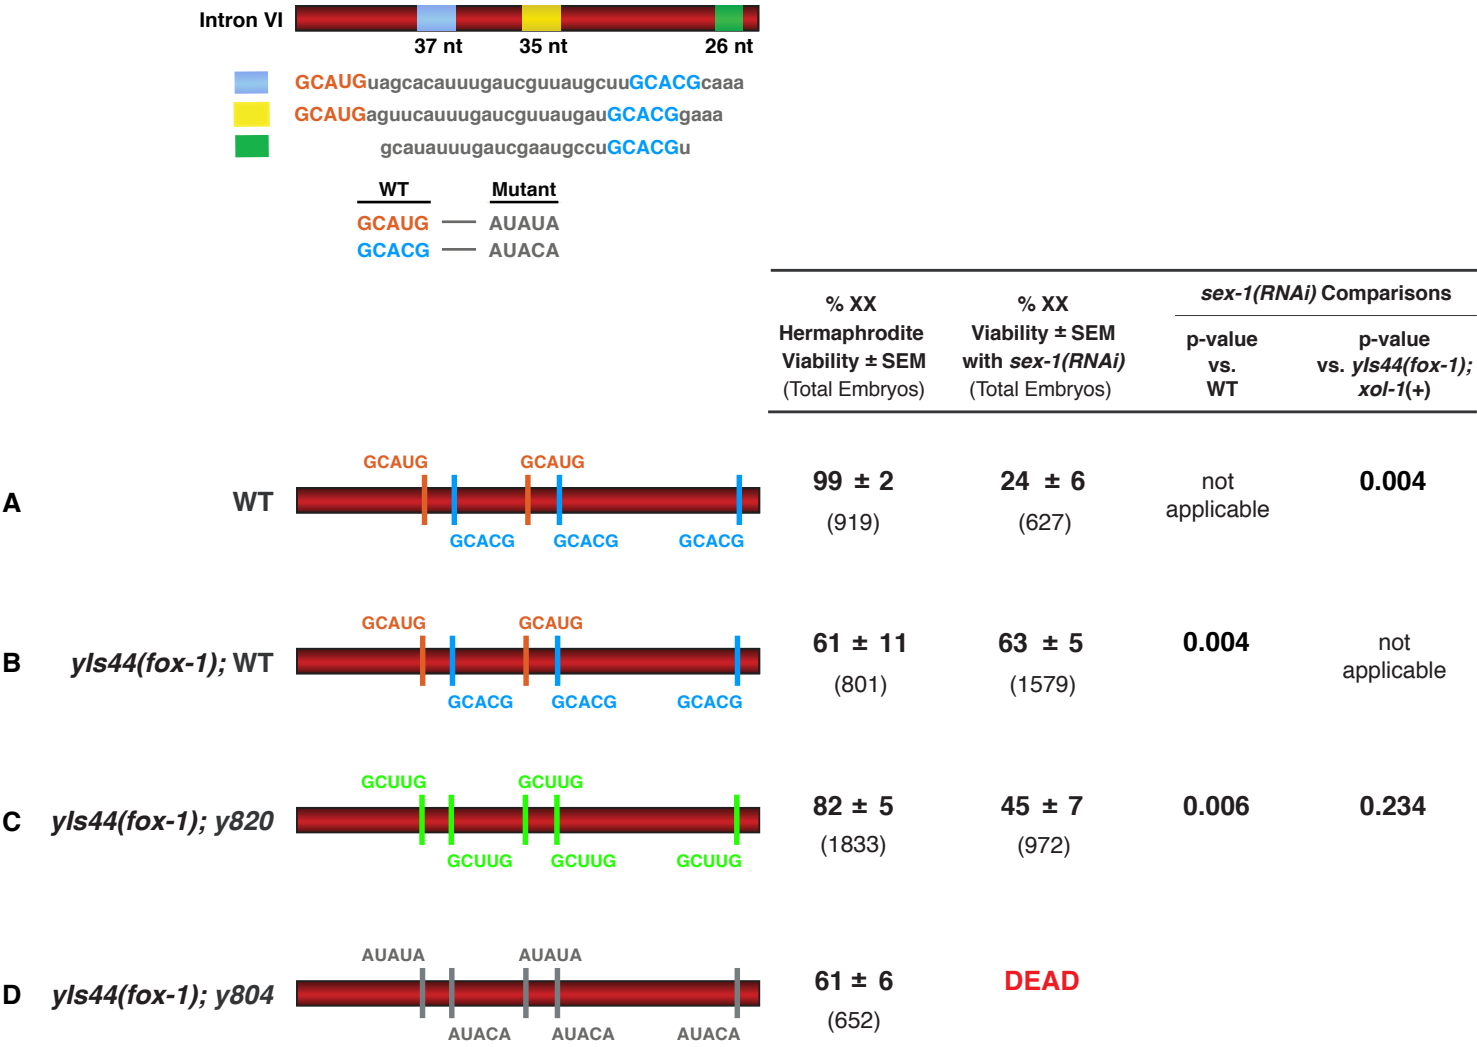 Intron VI
37 nt 35 nt 26 nt
GCAUGuagcacauuugaucguuaugcuuGCACGcaaa
GCAUGaguucauuugaucguuaugauGCACGgaaa
gcauauuugaucgaaugccuGCACGu
WT Mutant
GCAUG AUAUA
GCACG AUACA
% XX
Hermaphrodite
Viability ± SEM
(Total Embryos)
% XX
Viability ± SEM
with sex-1(RNAi)
(Total Embryos)
sex-1(RNAi) Comparisons
p-value
vs.
WT
p-value
vs. yIs44(fox-1);
xol-1(+)
GCAUG GCAUG
A WT
GCACG GCACG GCACG
99 ± 2
(919)
24 ± 6
(627)
not
applicable
0.004
GCAUG GCAUG
B yIs44(fox-1); WT
GCACG GCACG GCACG
61 ± 11
(801)
63 ± 5
(1579)
0.004
not
applicable
GCUUG GCUUG
C yIs44(fox-1); y820
GCUUG GCUUG GCUUG
82 ± 5
(1833)
45 ± 7
(972)
0.006
0.234
AUAUA AUAUA
D yIs44(fox-1); y804
AUACA AUACA AUACA
61 ± 6
(652)
DEAD